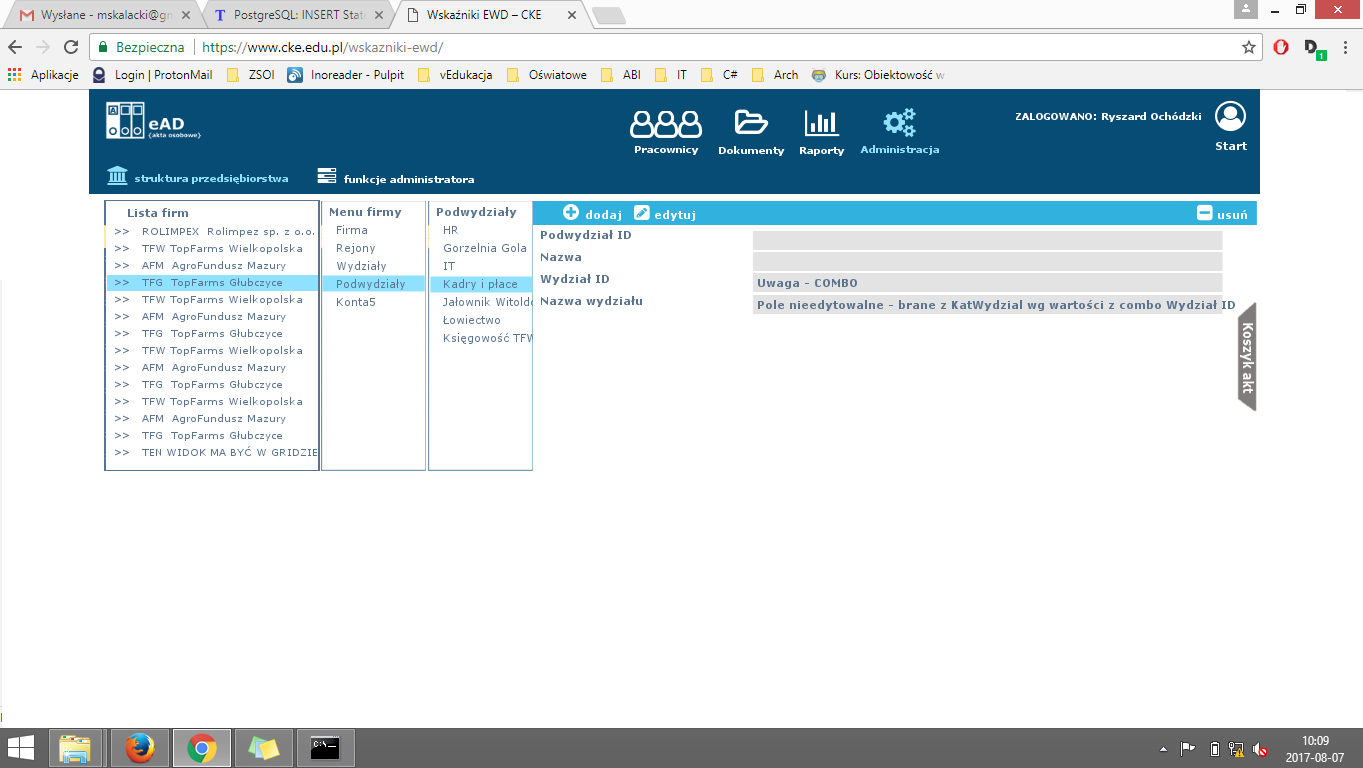 Wysłane - mskalacki@gm
PostgreSQL: INSERT Stat
Wskaźniki EWD – CKE
Bezpieczna
https://www.cke.edu.pl/wskazniki-ewd/
Aplikacje
Login | ProtonMail
ZSOI
Inoreader - Pulpit
vEdukacja
Oświatowe
ABI
IT
C#
Arch
Kurs: Obiektowość w
eAD
{akta osobowe}
Pracownicy
Dokumenty
Raporty
Administracja
ZALOGOWANO: Ryszard Ochódzki
Start
struktura przedsiębiorstwa
funkcje administratora
Lista firm
>> ROLIMPEX Rolimpez sp. z o.o.
>> TFW TopFarms Wielkopolska
>> AFM AgroFundusz Mazury
>> TFG TopFarms Głubczyce
>> TFW TopFarms Wielkopolska
>> AFM AgroFundusz Mazury
>> TFG TopFarms Głubczyce
>> TFW TopFarms Wielkopolska
>> AFM AgroFundusz Mazury
>> TFG TopFarms Głubczyce
>> TFW TopFarms Wielkopolska
>> AFM AgroFundusz Mazury
>> TFG TopFarms Głubczyce
>> TEN WIDOK MA BYĆ W GRIDZIE
Menu firmy
Firma
Rejony
Wydziały
Podwydziały
Konta5
Podwydziały
HR
Gorzelnia Gola
IT
Kadry i płace
Jałownik Witoldo
Łowiectwo
Księgowość TFW
dodaj
edytuj
usuń
Podwydział ID
Nazwa
Wydział ID
Uwaga - COMBO
Nazwa wydziału
Pole nieedytowalne - brane z KatWydzial wg wartości z combo Wydział ID
Koszyk akt
10:09
2017-08-07